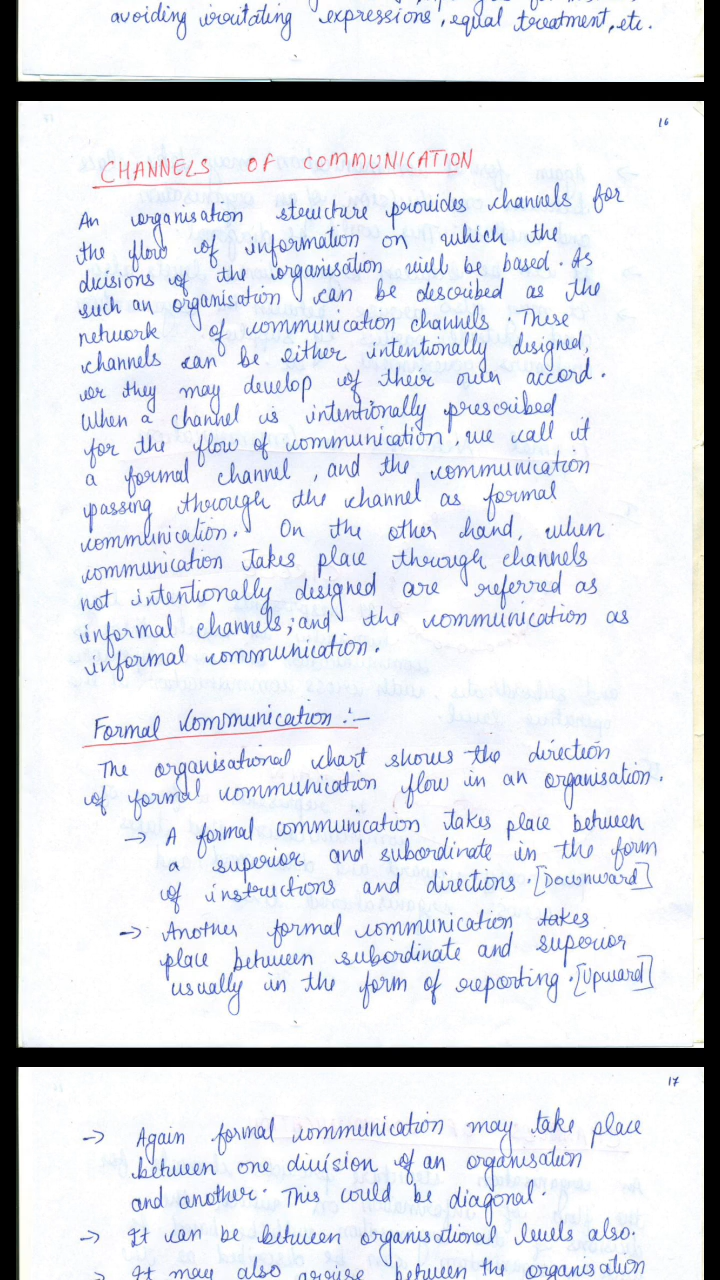 avoiding irritating expressions, equal treatment, etc.
16
CHANNELS OF COMMUNICATION
An organisation structure provides channels for
the flow of information on which the
decisions of the organisation will be based. As
such an organisation can be described as the
network of communication channels. These
channels can be either intentionally designed,
or they may develop of their own accord.
When a channel is intentionally prescribed
for the flow of communication, we call it
a formal channel, and the communication
passing through the channel as formal
communication. On the other hand, when
communication takes place through channels
not intentionally designed are referred as
informal channels; and the communication as
informal communication.
Formal Communication :-
The organisational chart shows the direction
of formal communication flow in an organisation.
→ A formal communication takes place between
a superior and subordinate in the form
of instructions and directions. [Downward]
→ Another formal communication takes
place between subordinate and superior
usually in the form of reporting. [Upward]
17
→ Again formal communication may take place
between one division of an organisation
and another. This could be diagonal.
→ It can be between organisational levels also.
→ It may also arouse between the organisation